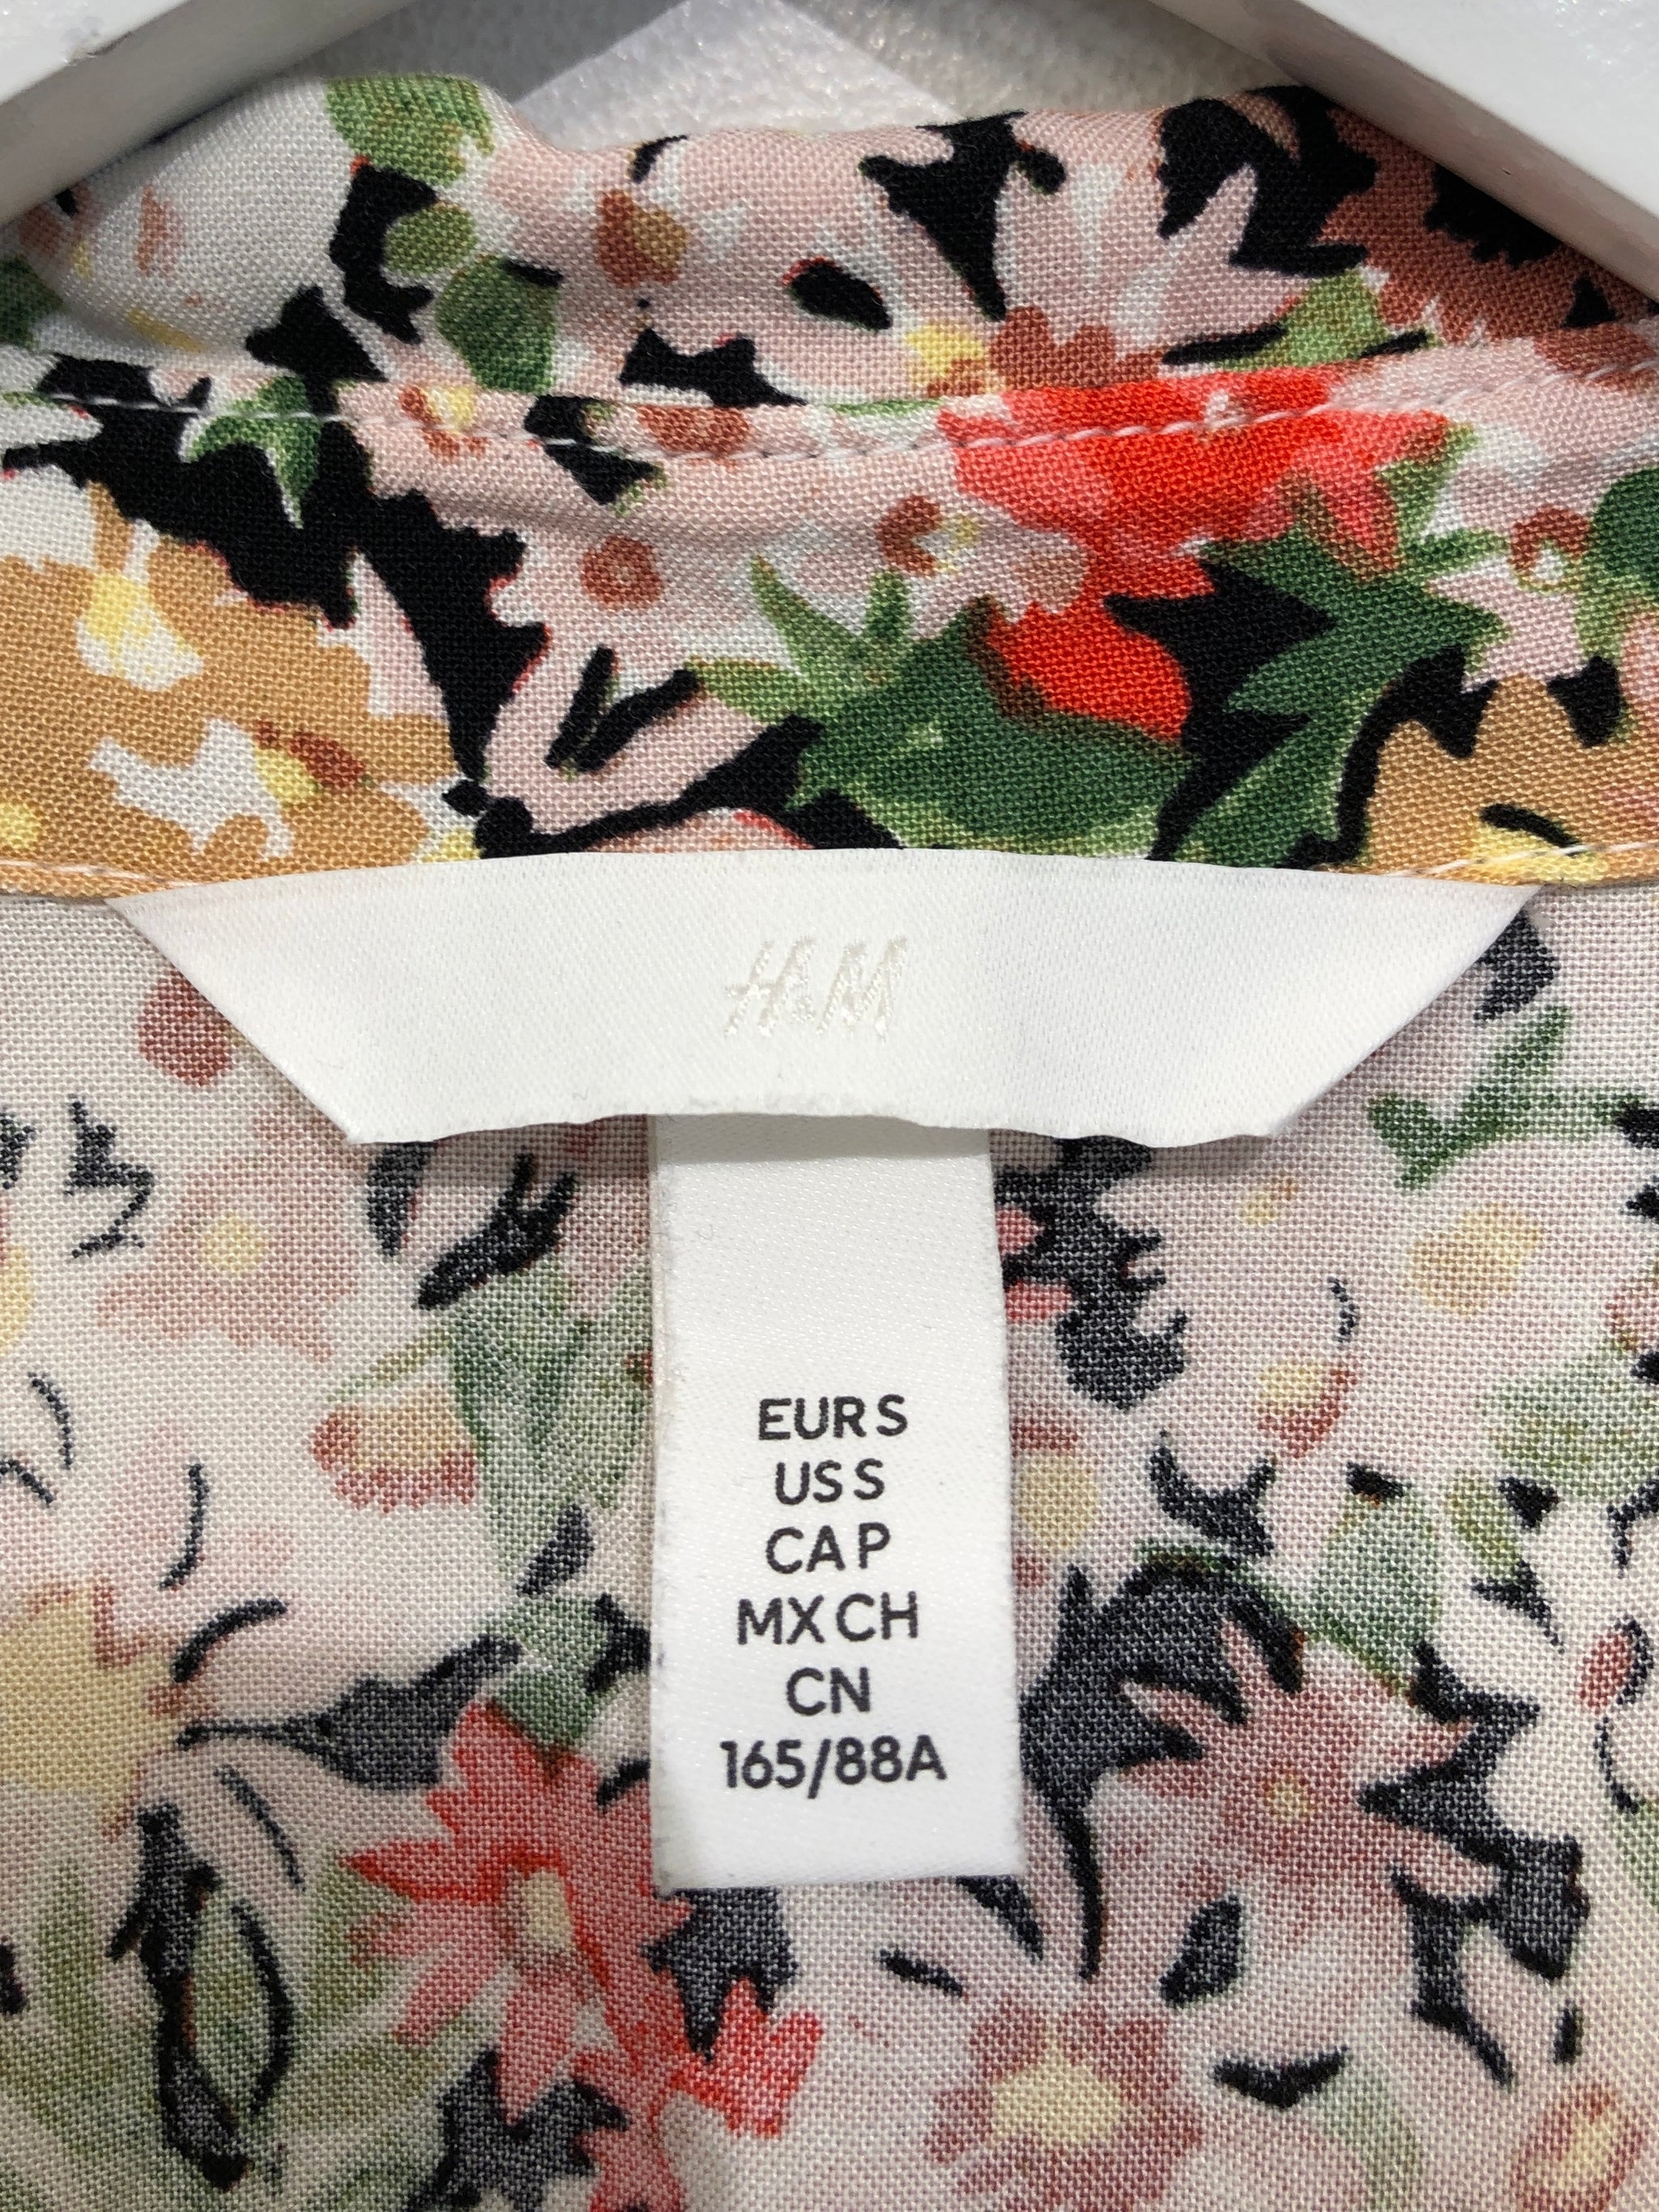 H&M
EUR S
US S
CA P
MX CH
CN
165/88A